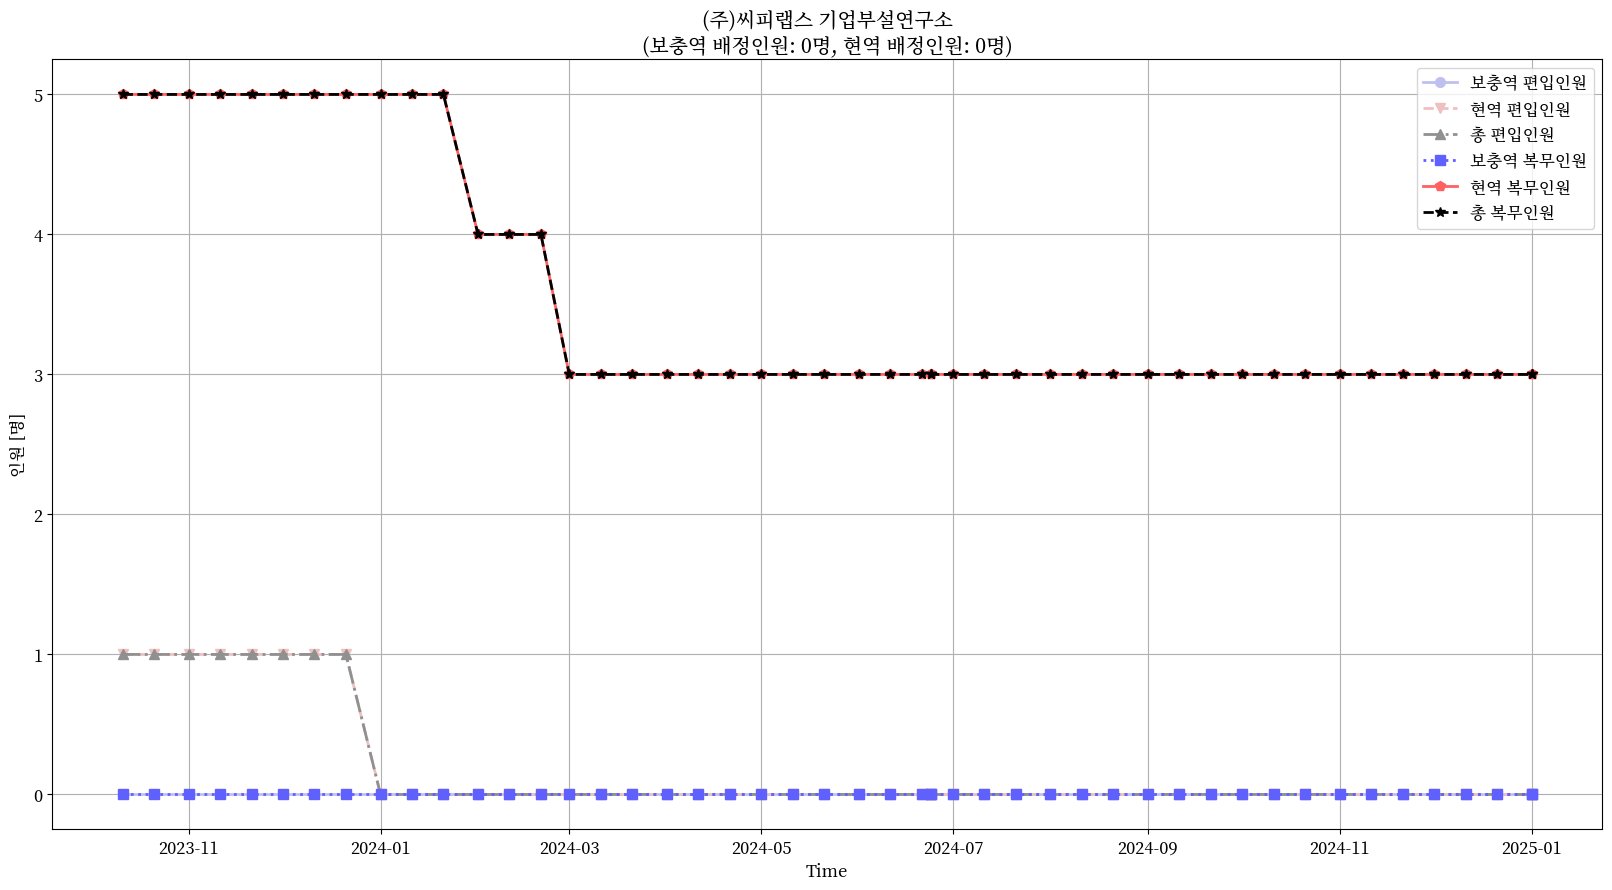 (주)씨피랩스 기업부설연구소
(보충역 배정인원: 0명, 현역 배정인원: 0명)
보충역 편입인원
현역 편입인원
총 편입인원
보충역 복무인원
현역 복무인원
총 복무인원
인원 [명]
5
4
3
2
1
0
2023-11
2024-01
2024-03
2024-05
2024-07
2024-09
2024-11
2025-01
Time